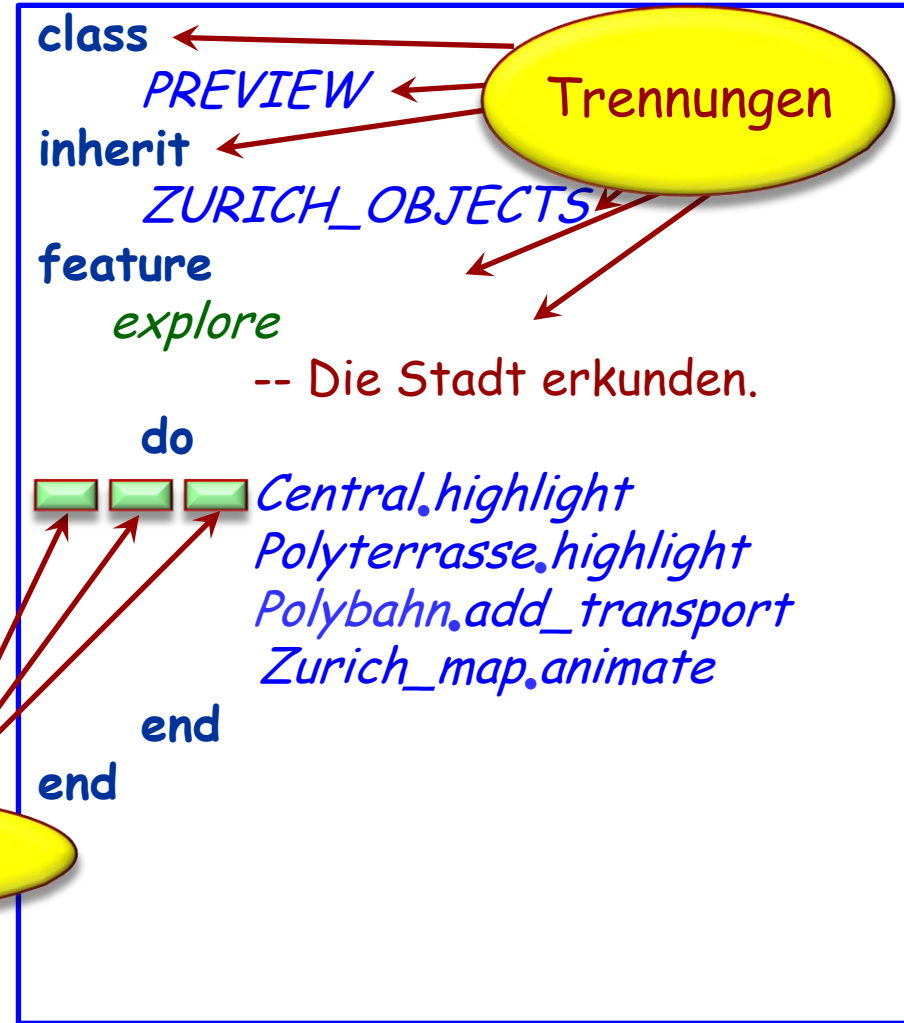 class
PREVIEW
Trennungen
inherit
ZURICH_OBJECTS
feature
explore
-- Die Stadt erkunden.
do
Central.highlight
Polyterrasse.highlight
Polybahn.add_transport
Zurich_map.animate
end
end